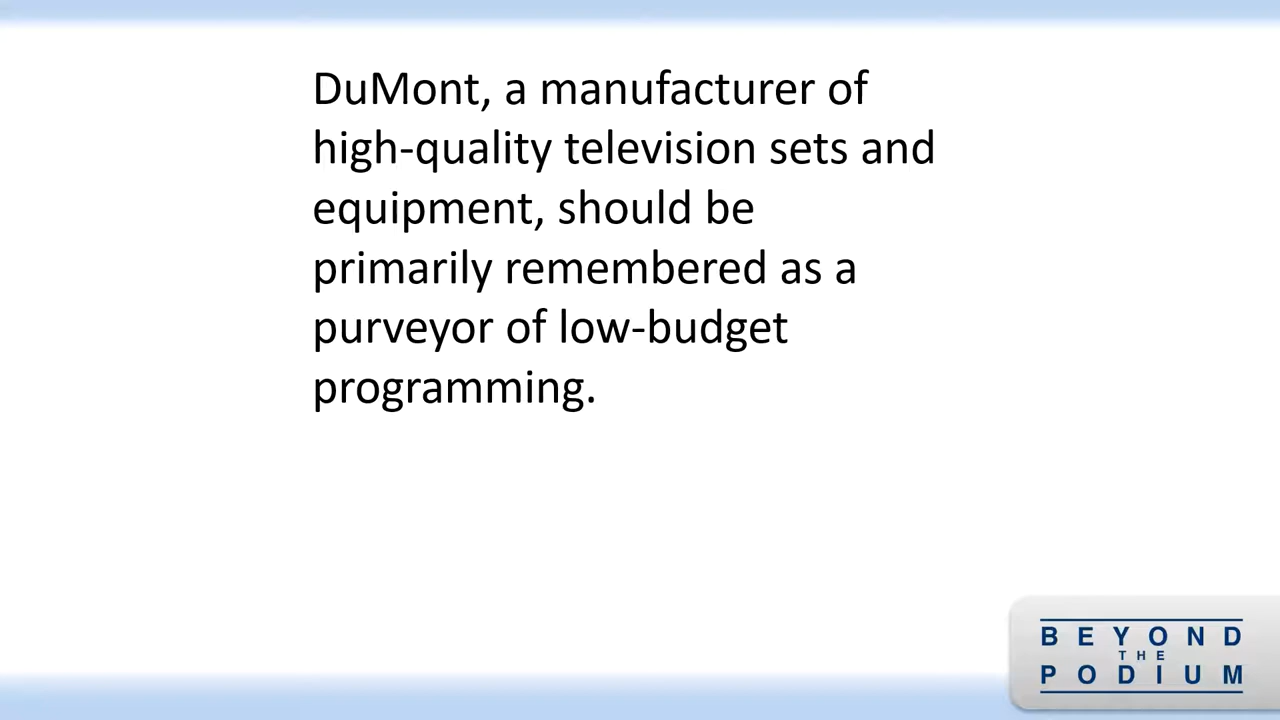 DuMont, a manufacturer of
high-quality television sets and
equipment, should be
primarily remembered as a
purveyor of low-budget
programming.
BEYOND
THE
PODIUM